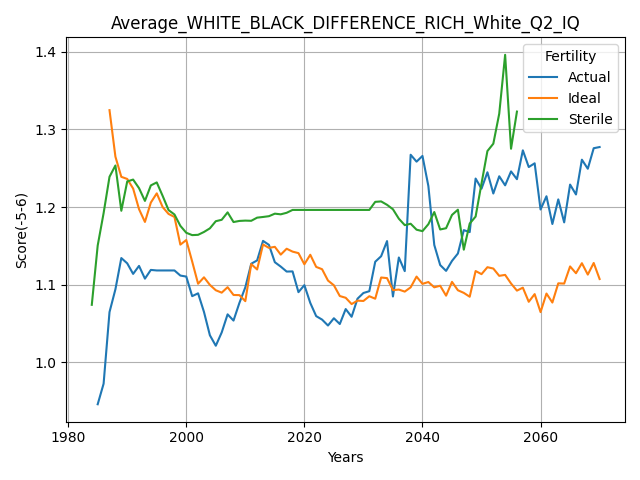 Average_WHITE_BLACK_DIFFERENCE_RICH_White_Q2_IQ
Fertility
Actual
Ideal
Sterile
Score(-5-6)
1.4
1.3
1.2
1.1
1.0
1980
2000
2020
2040
2060
Years